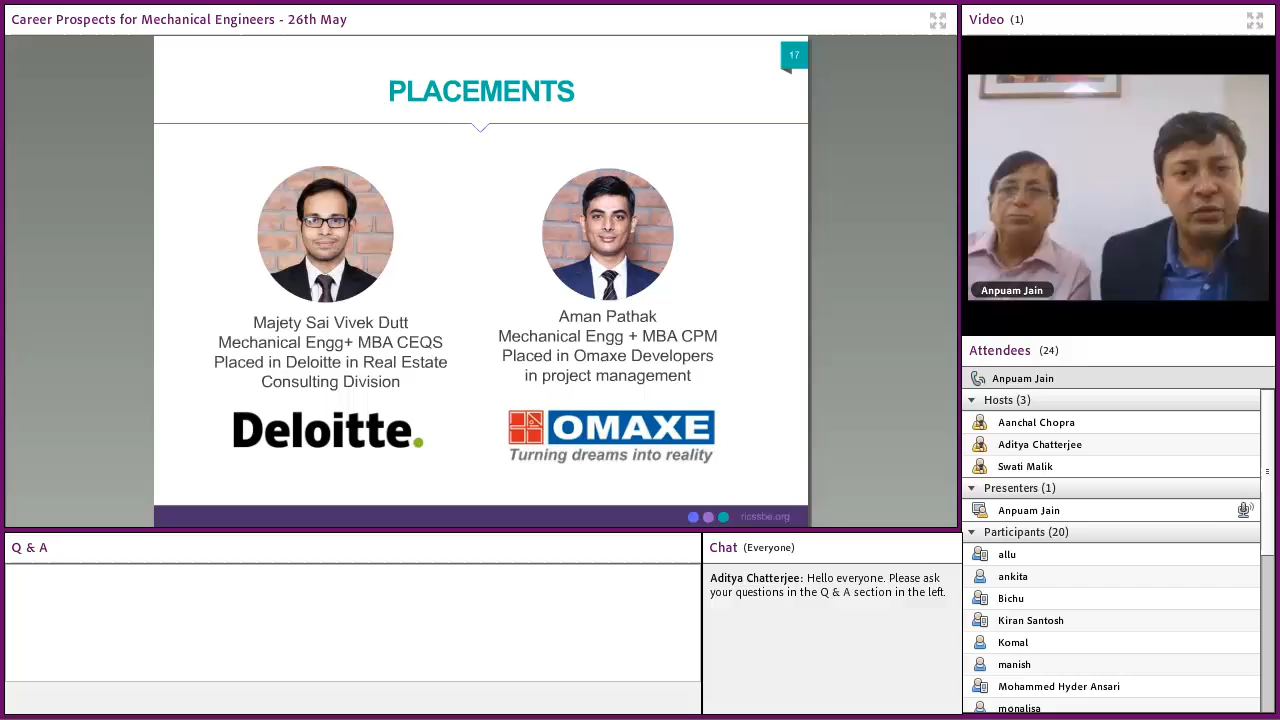 Career Prospects for Mechanical Engineers - 26th May
17
PLACEMENTS
Majety Sai Vivek Dutt
Mechanical Engg+ MBA CEQS
Placed in Deloitte in Real Estate
Consulting Division
Deloitte.
Aman Pathak
Mechanical Engg + MBA CPM
Placed in Omaxe Developers
in project management
OMAXE
Turning dreams into reality
ricssbe.org
Video (1)
Anpuam Jain
Attendees (24)
Anpuam Jain
Hosts (3)
Aanchal Chopra
Aditya Chatterjee
Swati Malik
Presenters (1)
Anpuam Jain
Participants (20)
allu
ankita
Bichu
Kiran Santosh
Komal
manish
Mohammed Hyder Ansari
monalisa
Q & A
Chat (Everyone)
Aditya Chatterjee: Hello everyone. Please ask
your questions in the Q & A section in the left.